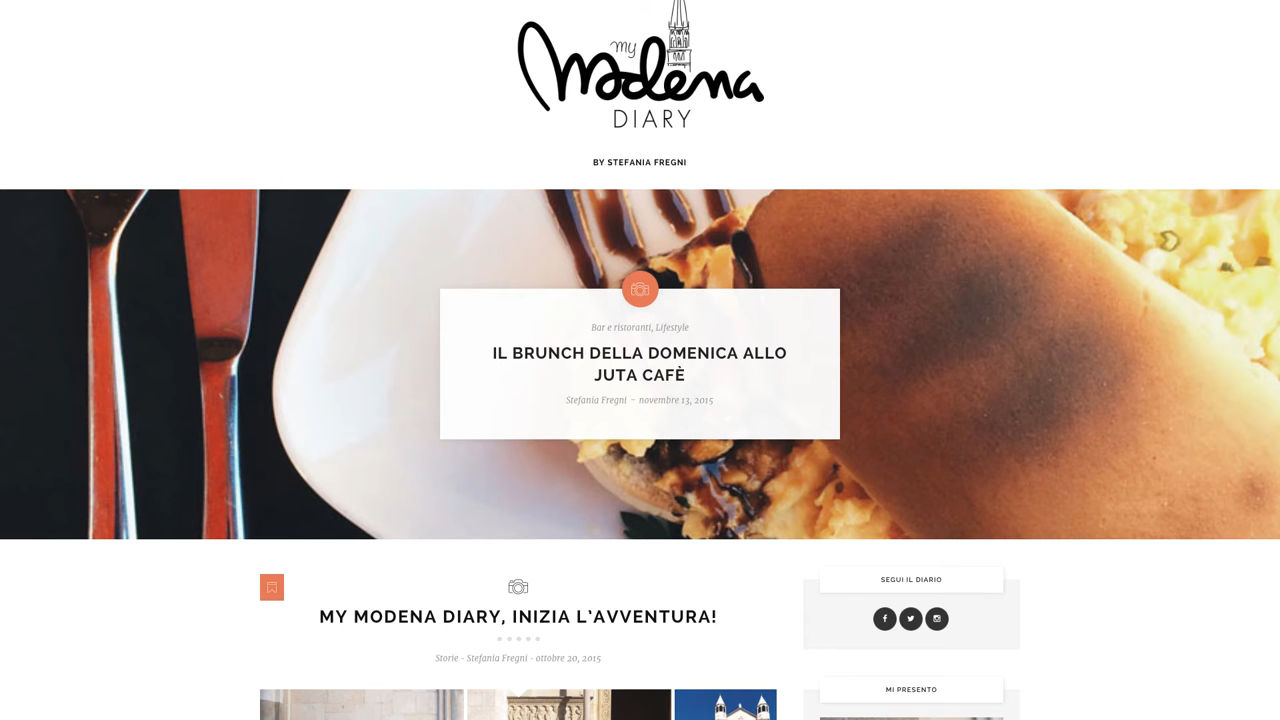 my
Modena
DIARY
BY STEFANIA FREGNI
Bar e ristoranti, Lifestyle
IL BRUNCH DELLA DOMENICA ALLO
JUTA CAFÈ
Stefania Fregni - novembre 13, 2015
MY MODENA DIARY, INIZIA L'AVVENTURA!
Storie - Stefania Fregni - ottobre 20, 2015
SEGUI IL DIARIO
MI PRESENTO